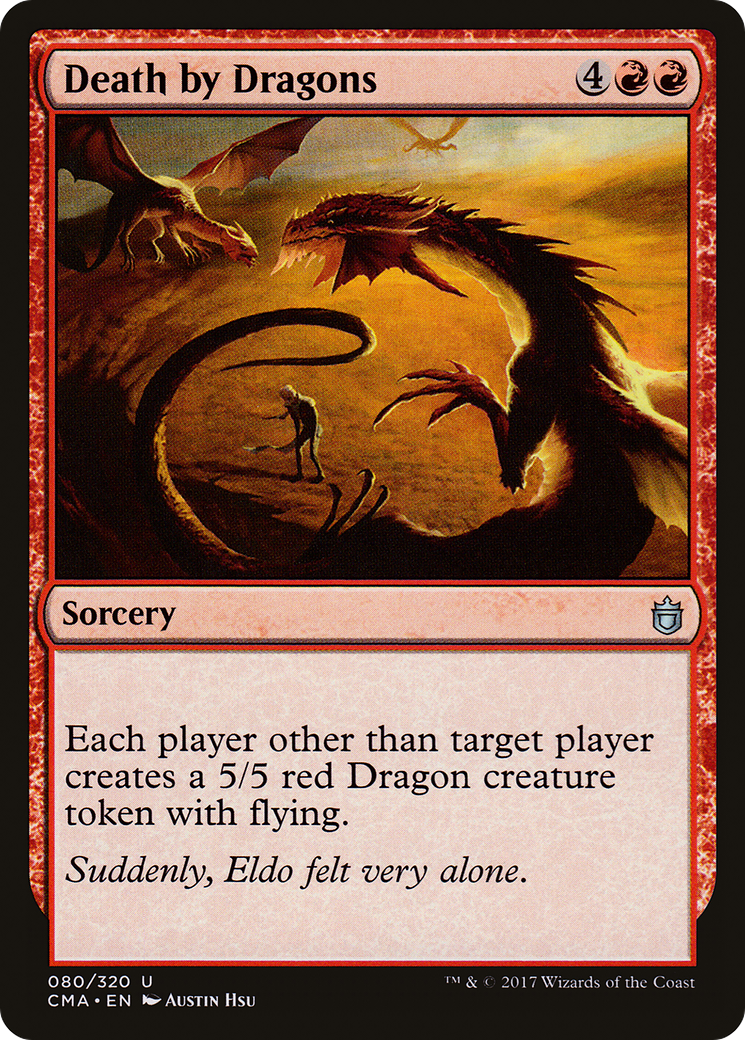 Death by Dragons 4
Sorcery
Each player other than target player
creates a 5/5 red Dragon creature
token with flying.
Suddenly, Eldo felt very alone.
080/320 U
™ & © 2017 Wizards of the Coast
CMA • EN Austin Hsu